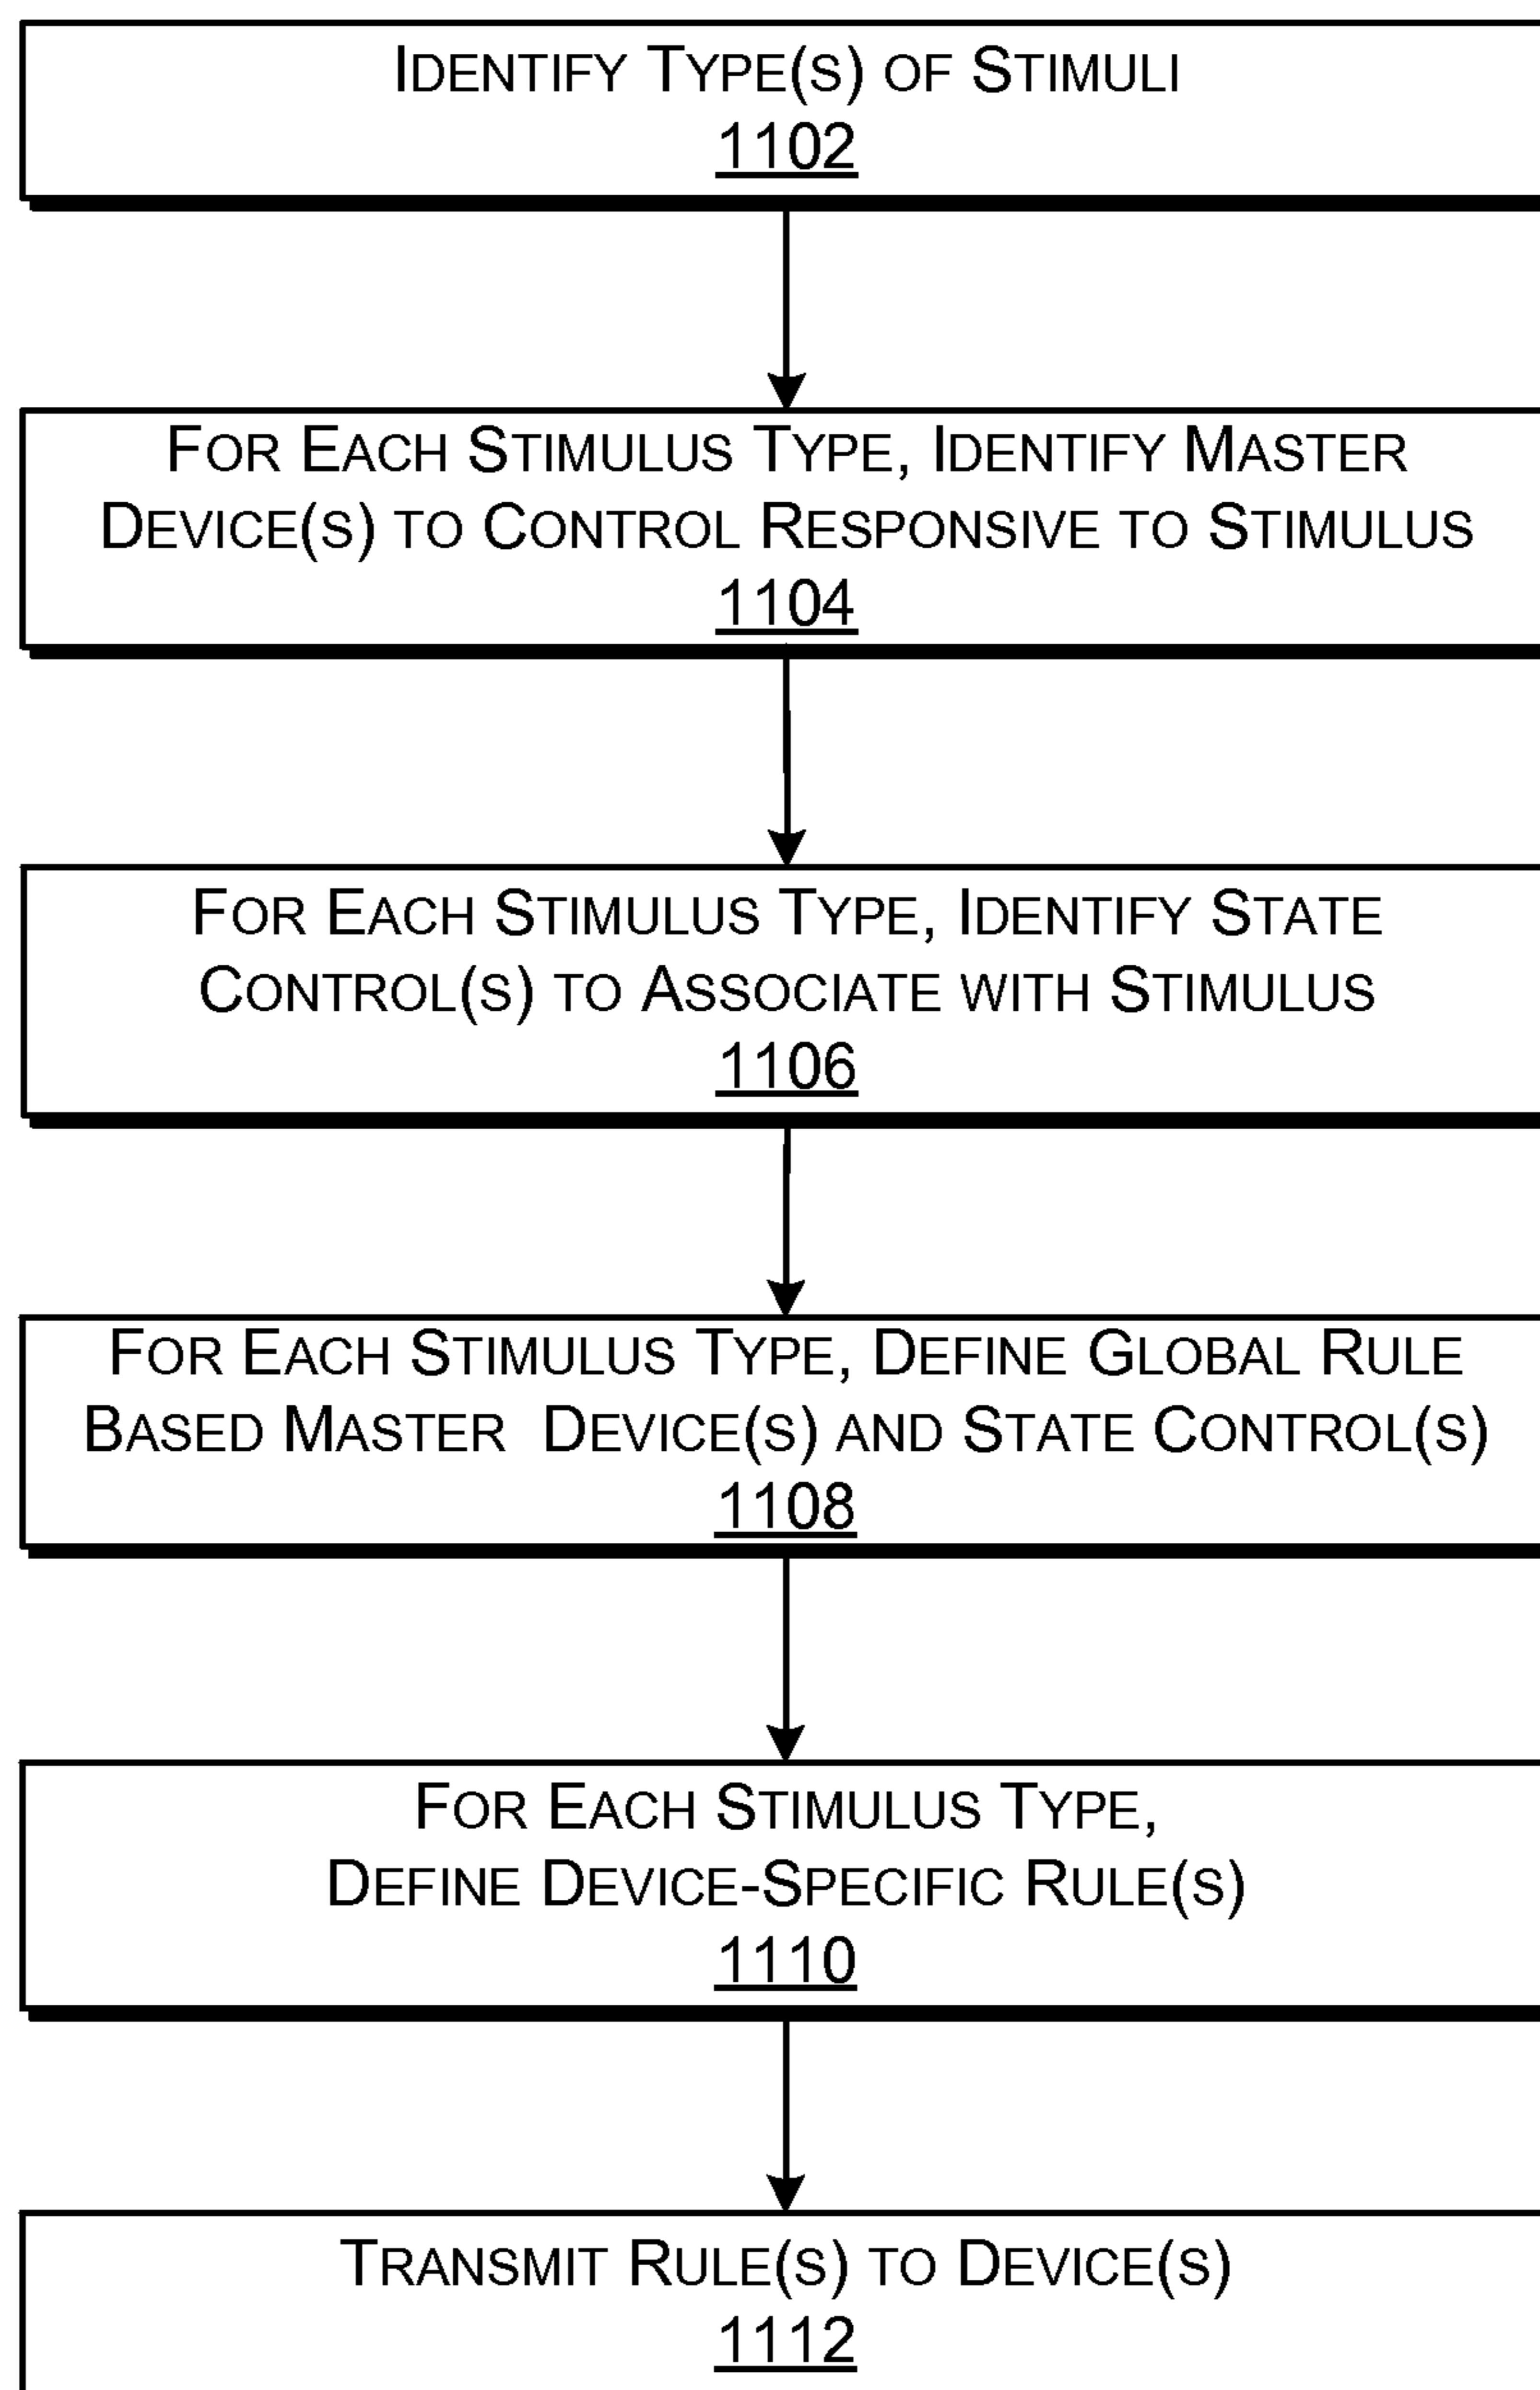 IDENTIFY TYPE(S) OF STIMULI
1102
FOR EACH STIMULUS TYPE, IDENTIFY MASTER
DEVICE(S) TO CONTROL RESPONSIVE TO STIMULUS
1104
FOR EACH STIMULUS TYPE, IDENTIFY STATE
CONTROL(S) TO ASSOCIATE WITH STIMULUS
1106
FOR EACH STIMULUS TYPE, DEFINE GLOBAL RULE
BASED MASTER DEVICE(S) AND STATE CONTROL(S)
1108
FOR EACH STIMULUS TYPE,
DEFINE DEVICE-SPECIFIC RULE(S)
1110
TRANSMIT RULE(S) TO DEVICE(S)
1112